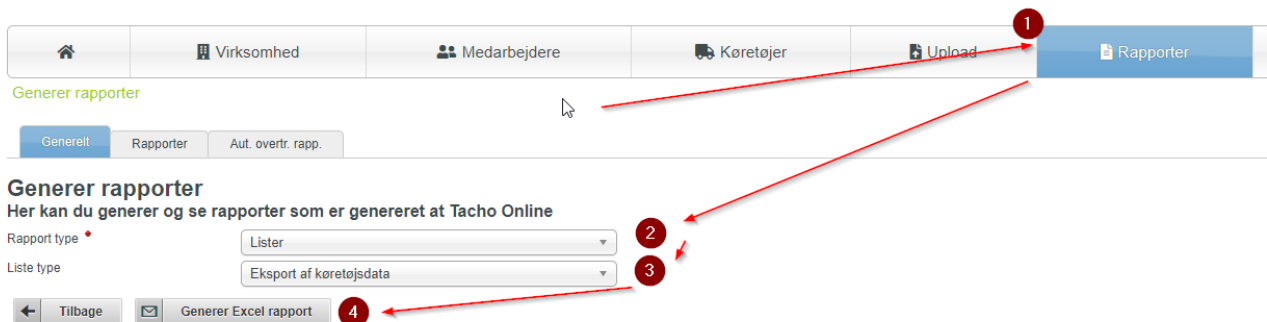 1
Virksomhed Medarbejdere Køretøjer Upload Rapporter
Generer rapporter
Generelt Rapporter Aut. overtr. rapp.
Generer rapporter
Her kan du generer og se rapporter som er genereret at Tacho Online
Rapport type Lister 2
Liste type Eksport af køretøjsdata 3
Tilbage Generer Excel rapport 4